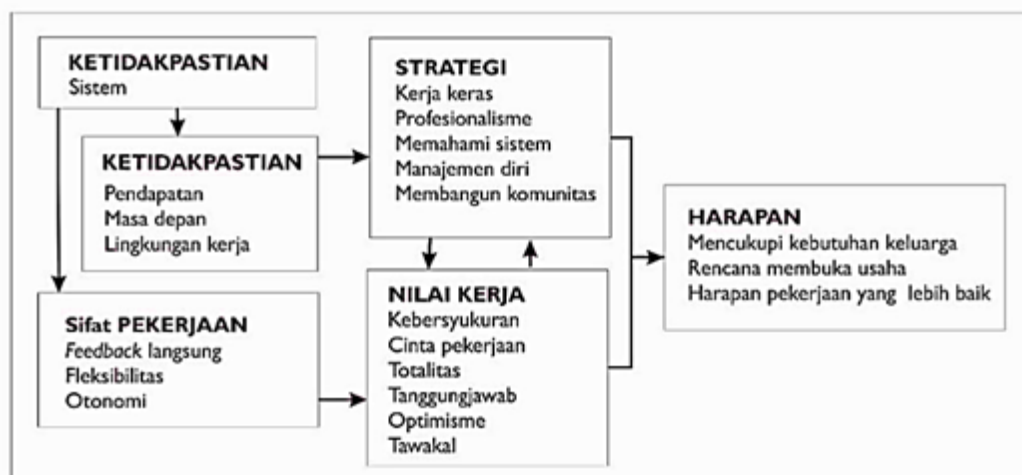 KETIDAKPASTIAN
Sistem
KETIDAKPASTIAN
Pendapatan
Masa depan
Lingkungan kerja
Sifat PEKERJAAN
Feedback langsung
Fleksibilitas
Otonomi
STRATEGI
Kerja keras
Profesionalisme
Memahami sistem
Manajemen diri
Membangun komunitas
NILAI KERJA
Kebersyukuran
Cinta pekerjaan
Totalitas
Tanggungjawab
Optimisme
Tawakal
HARAPAN
Mencukupi kebutuhan keluarga
Rencana membuka usaha
Harapan pekerjaan yang lebih baik